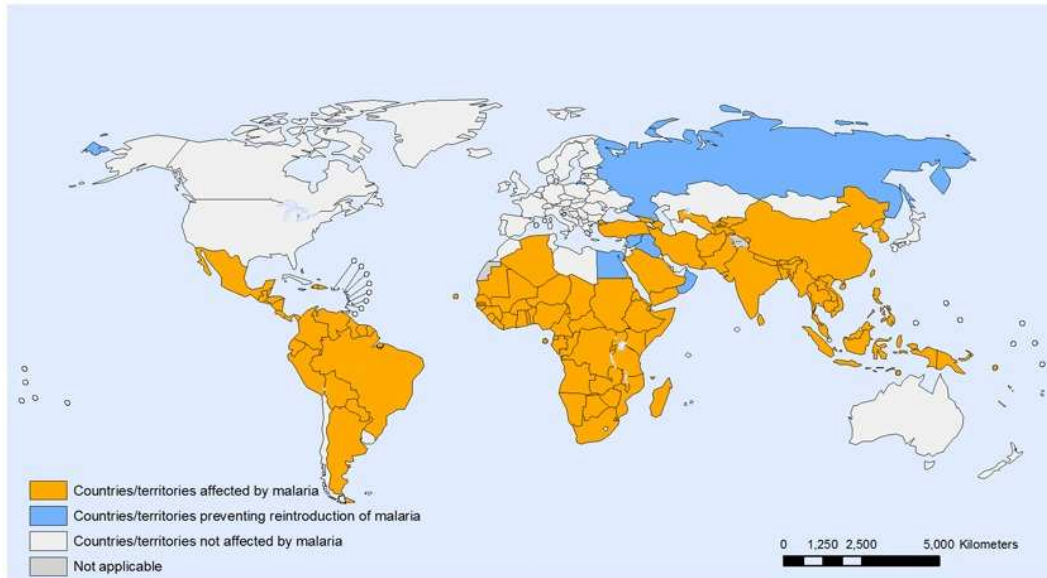 Countries/territories affected by malaria
Countries/territories preventing reintroduction of malaria
Countries/territories not affected by malaria
Not applicable
0 1,250 2,500 5,000 Kilometers